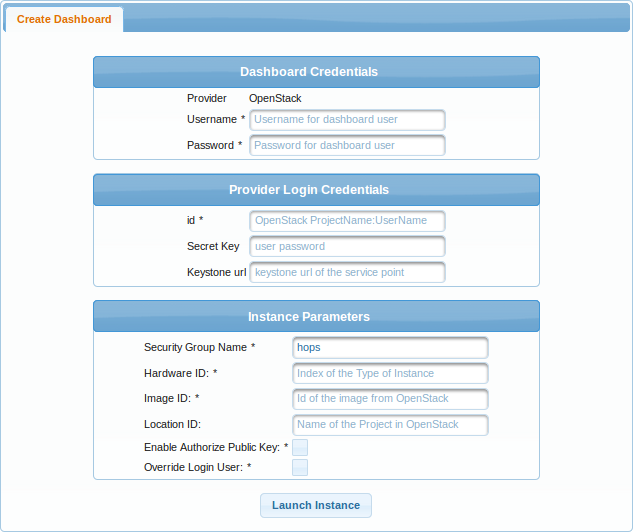 Create Dashboard
Dashboard Credentials
Provider OpenStack
Username * Username for dashboard user
Password * Password for dashboard user
Provider Login Credentials
id * OpenStack ProjectName:UserName
Secret Key user password
Keystone url keystone url of the service point
Instance Parameters
Security Group Name * hops
Hardware ID: * Index of the Type of Instance
Image ID: * Id of the image from OpenStack
Location ID: Name of the Project in OpenStack
Enable Authorize Public Key: *
Override Login User: *
Launch Instance